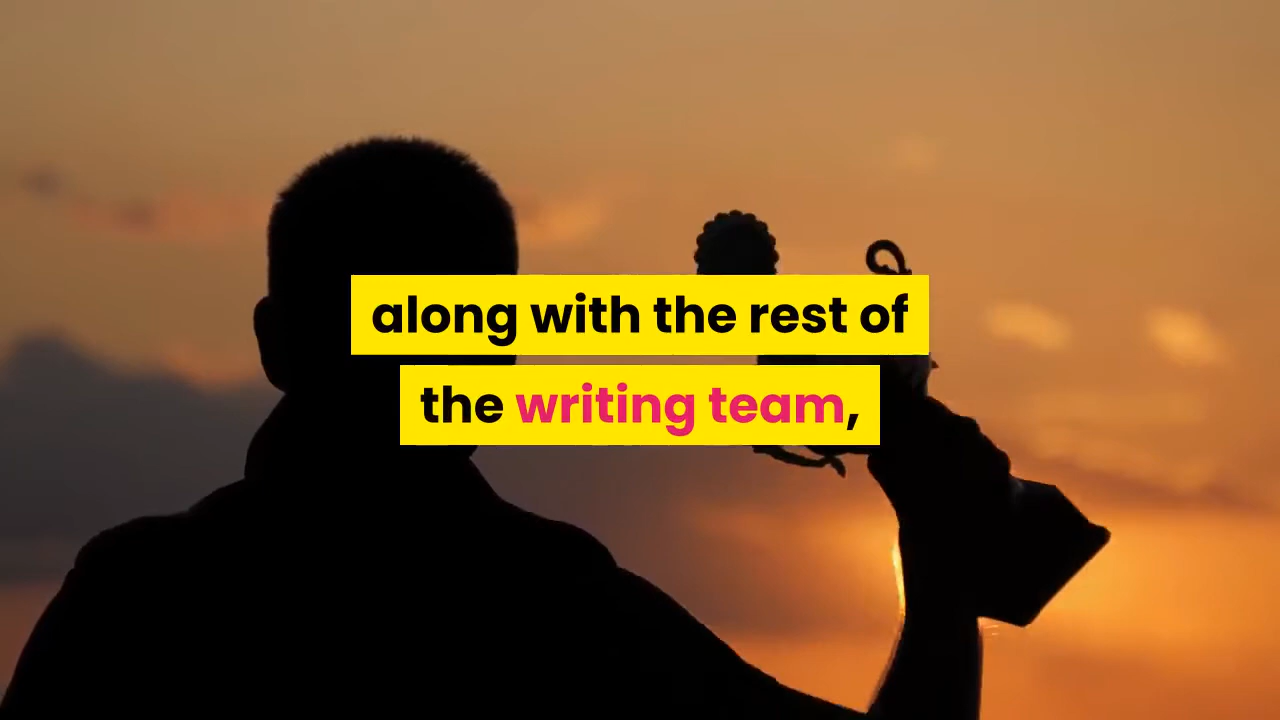 along with the rest of
the writing team,